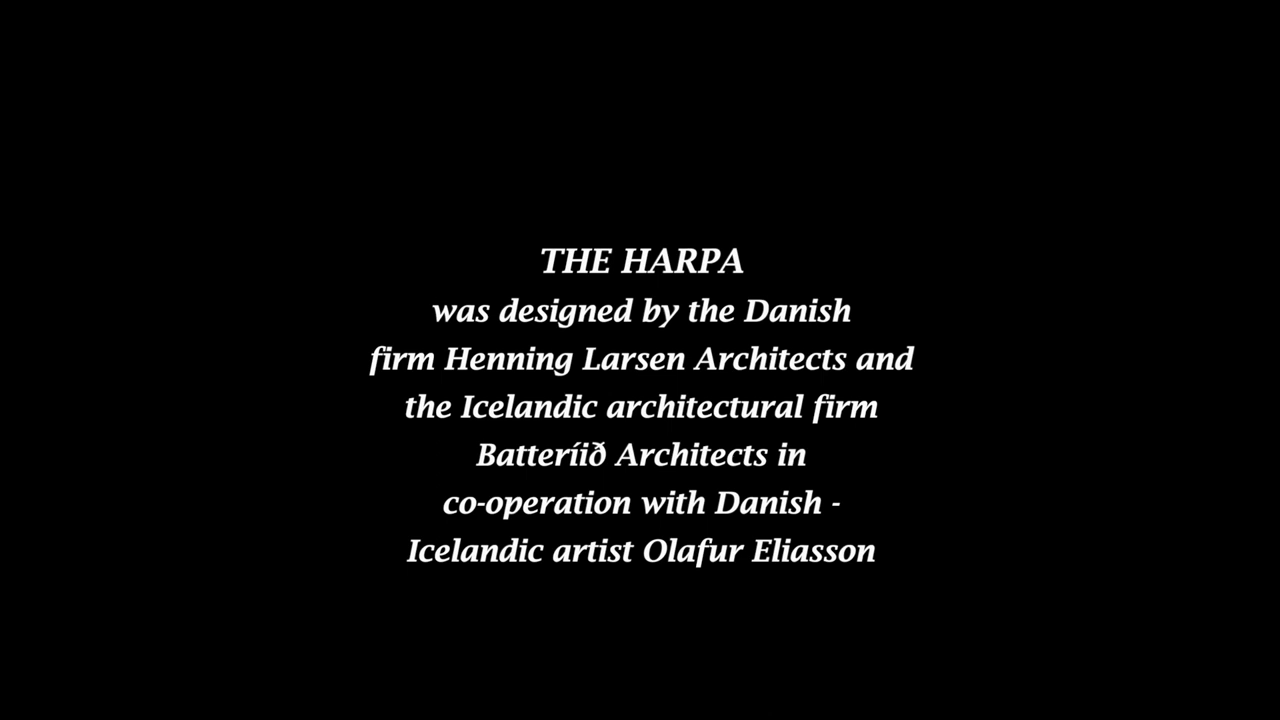 THE HARPA
was designed by the Danish
firm Henning Larsen Architects and
the Icelandic architectural firm
Batteríið Architects in
co-operation with Danish -
Icelandic artist Olafur Eliasson